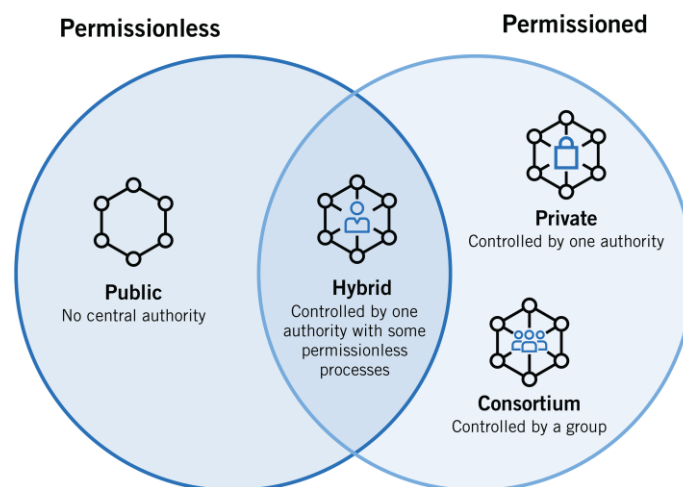 Permissionless
Permissioned
Public
No central authority
Hybrid
Controlled by one
authority with some
permissionless
processes
Private
Controlled by one authority
Consortium
Controlled by a group